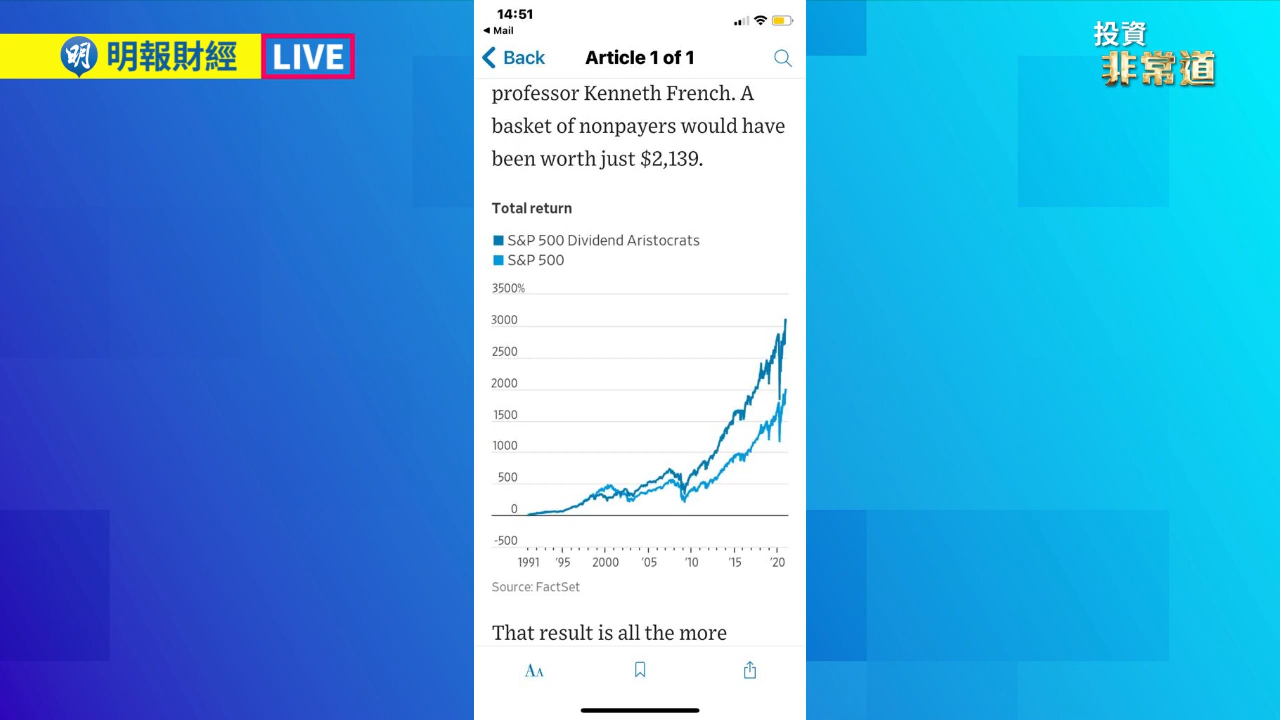 明 明報財經 LIVE
投資
非常道
14:51
Mail
Back Article 1 of 1
professor Kenneth French. A
basket of nonpayers would have
been worth just $2,139.
Total return
S&P 500 Dividend Aristocrats
S&P 500
3500%
3000
2500
2000
1500
1000
500
0
-500
1991 '95 2000 '05 '10 '15 '20
Source: FactSet
That result is all the more
AA